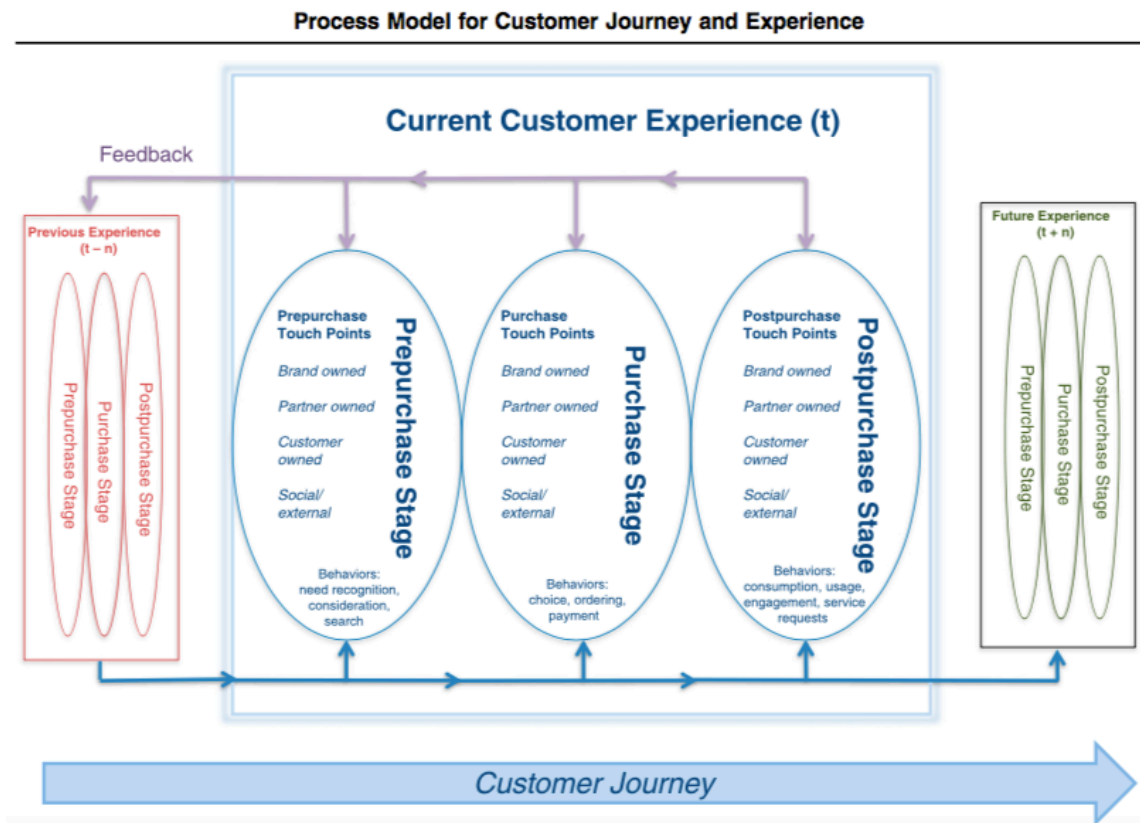 Process Model for Customer Journey and Experience
Current Customer Experience (t)
Feedback
Previous Experience
(t – n)
Prepurchase Stage
Purchase Stage
Postpurchase Stage
Prepurchase
Touch Points
Brand owned
Partner owned
Customer
owned
Social/
external
Prepurchase Stage
Behaviors:
need recognition,
consideration,
search
Purchase
Touch Points
Brand owned
Partner owned
Customer
owned
Social/
external
Purchase Stage
Behaviors:
choice, ordering,
payment
Postpurchase
Touch Points
Brand owned
Partner owned
Customer
owned
Social/
external
Postpurchase Stage
Behaviors:
consumption, usage,
engagement, service
requests
Future Experience
(t + n)
Prepurchase Stage
Purchase Stage
Postpurchase Stage
Customer Journey